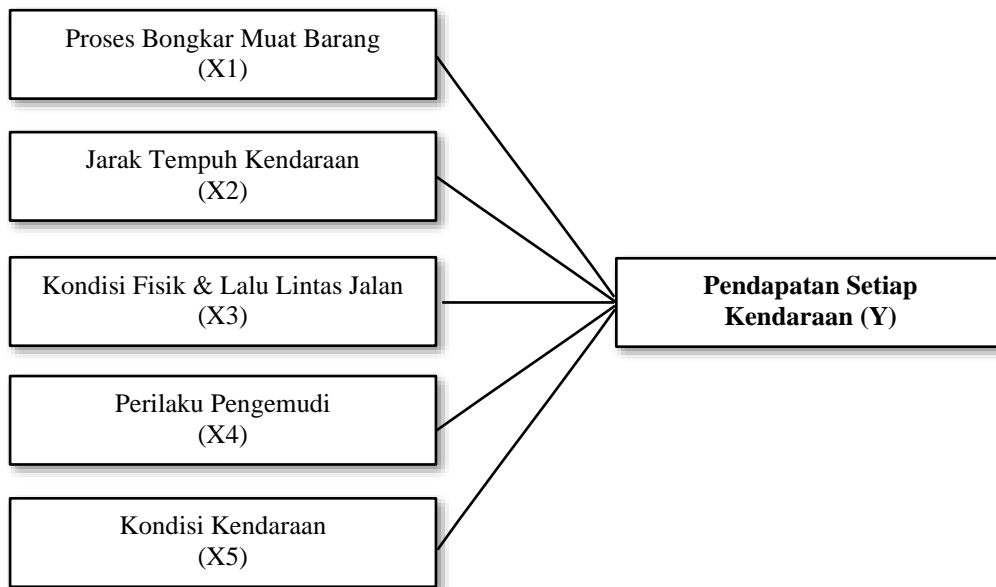 Proses Bongkar Muat Barang
(X1)
Jarak Tempuh Kendaraan
(X2)
Kondisi Fisik & Lalu Lintas Jalan
(X3)
Pendapatan Setiap
Kendaraan (Y)
Perilaku Pengemudi
(X4)
Kondisi Kendaraan
(X5)